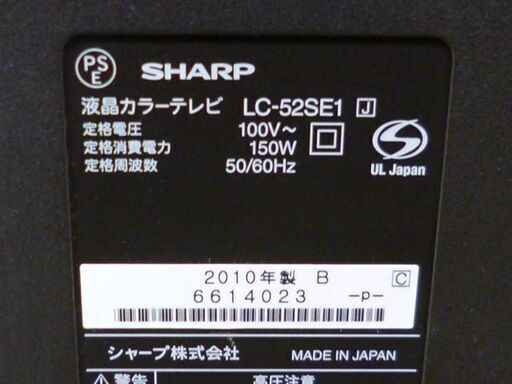 PS
E
SHARP
液晶カラーテレビ LC-52SE1 J
定格電圧 100V～
定格消費電力 150W
定格周波数 50/60Hz
S
UL Japan
2010年製 B C
6614023 -p-
シャープ株式会社 MADE IN JAPAN
警告 高圧注意